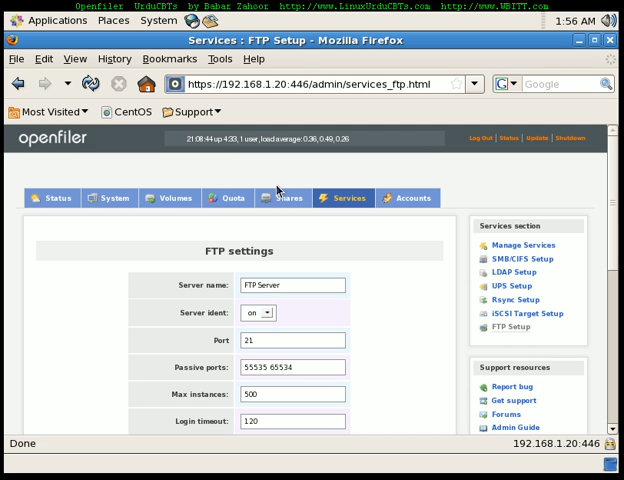 Openfiler UrduCBTs by Babar Zahoor http://www.LinuxUrduCBTs.com http://www.WBITT.com
Applications Places System 1:56 AM
Services : FTP Setup - Mozilla Firefox
File Edit View History Bookmarks Tools Help
https://192.168.1.20:446/admin/services_ftp.html Google
Most Visited CentOS Support
openfiler 21:08:44 up 4:33, 1 user, load average: 0.36, 0.49, 0.26 Log Out | Status | Update | Shutdown
Status System Volumes Quota Shares Services Accounts
FTP settings
Server name: FTP Server
Server ident: on
Port 21
Passive ports: 55535 65534
Max instances: 500
Login timeout: 120
Services section
Manage Services
SMB/CIFS Setup
LDAP Setup
UPS Setup
Rsync Setup
iSCSI Target Setup
FTP Setup
Support resources
Report bug
Get support
Forums
Admin Guide
Done 192.168.1.20:446